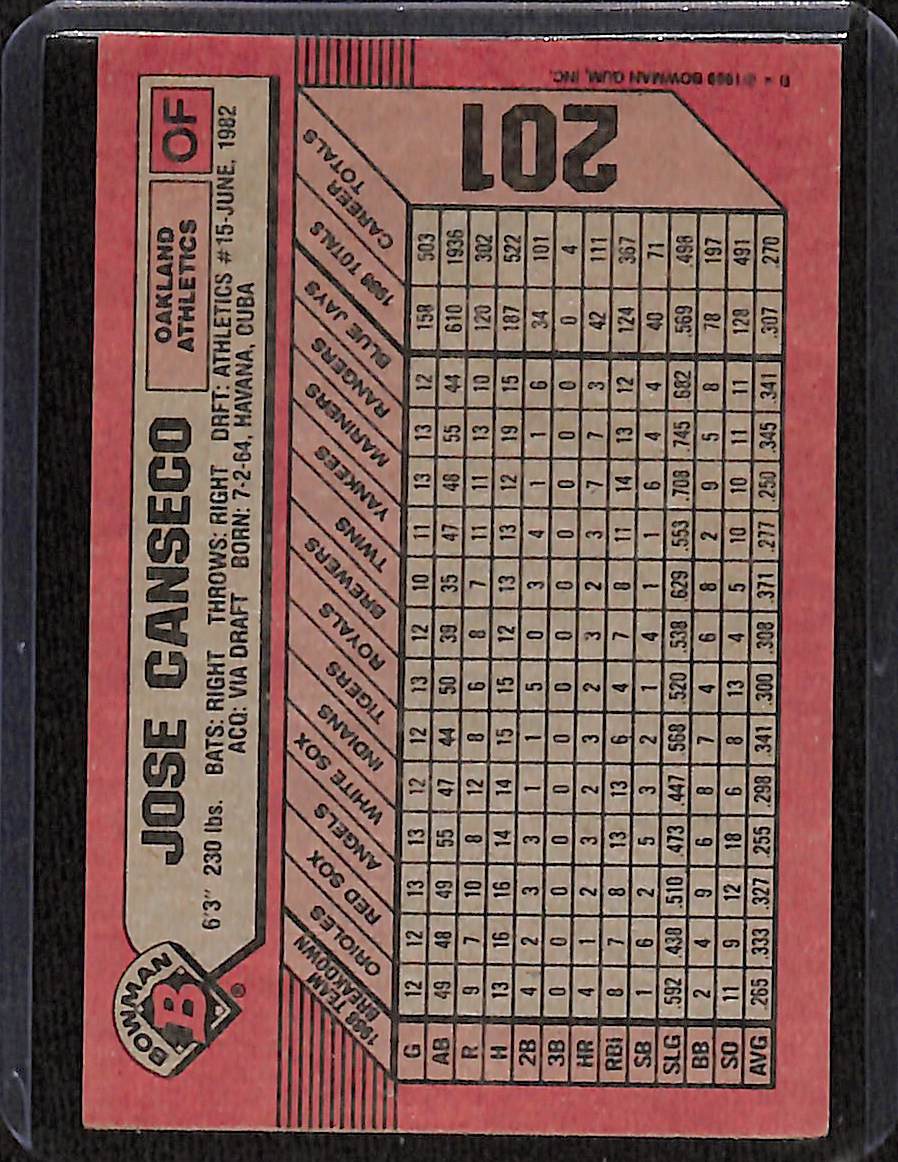 BOWMAN
B
®
JOSE CANSECO
OAKLAND
ATHLETICS
OF
6'3" 230 lbs. BATS: RIGHT THROWS: RIGHT DRAFT: ATHLETICS #15-JUNE, 1982
ACQ: VIA DRAFT BORN: 7-2-64, HAVANA, CUBA
1988 TEAM
BREAKDOWN
ORIOLES
RED SOX
ANGELS
WHITE SOX
INDIANS
TIGERS
ROYALS
BREWERS
TWINS
YANKEES
MARINERS
RANGERS
BLUE JAYS
1988 TOTALS
CAREER
TOTALS
201
G 12 12 13 13 12 12 13 12 10 11 13 13 12 158 503
AB 49 48 49 55 47 44 50 39 35 47 48 55 44 610 1936
R 9 7 10 8 12 8 6 8 7 11 11 13 10 120 302
H 13 16 16 14 14 15 15 12 13 13 12 19 15 187 522
2B 4 2 3 3 1 1 5 0 3 4 1 1 6 34 101
3B 0 0 0 0 0 0 0 0 0 0 0 0 0 0 4
HR 4 1 2 3 2 3 2 3 2 3 7 7 3 42 111
RBI 8 7 8 13 13 6 4 7 8 11 14 13 12 124 367
SB 1 6 2 5 3 2 1 4 1 1 6 4 4 40 71
SLG .592 .438 .510 .473 .447 .568 .520 .538 .629 .553 .708 .745 .682 .569 .498
BB 2 4 9 6 8 7 4 6 8 2 9 5 8 78 197
SO 11 9 12 18 6 8 13 4 5 10 10 11 11 128 491
AVG .265 .333 .327 .255 .298 .341 .300 .308 .371 .277 .250 .345 .341 .307 .270
D * ©1989 BOWMAN GUM, INC.